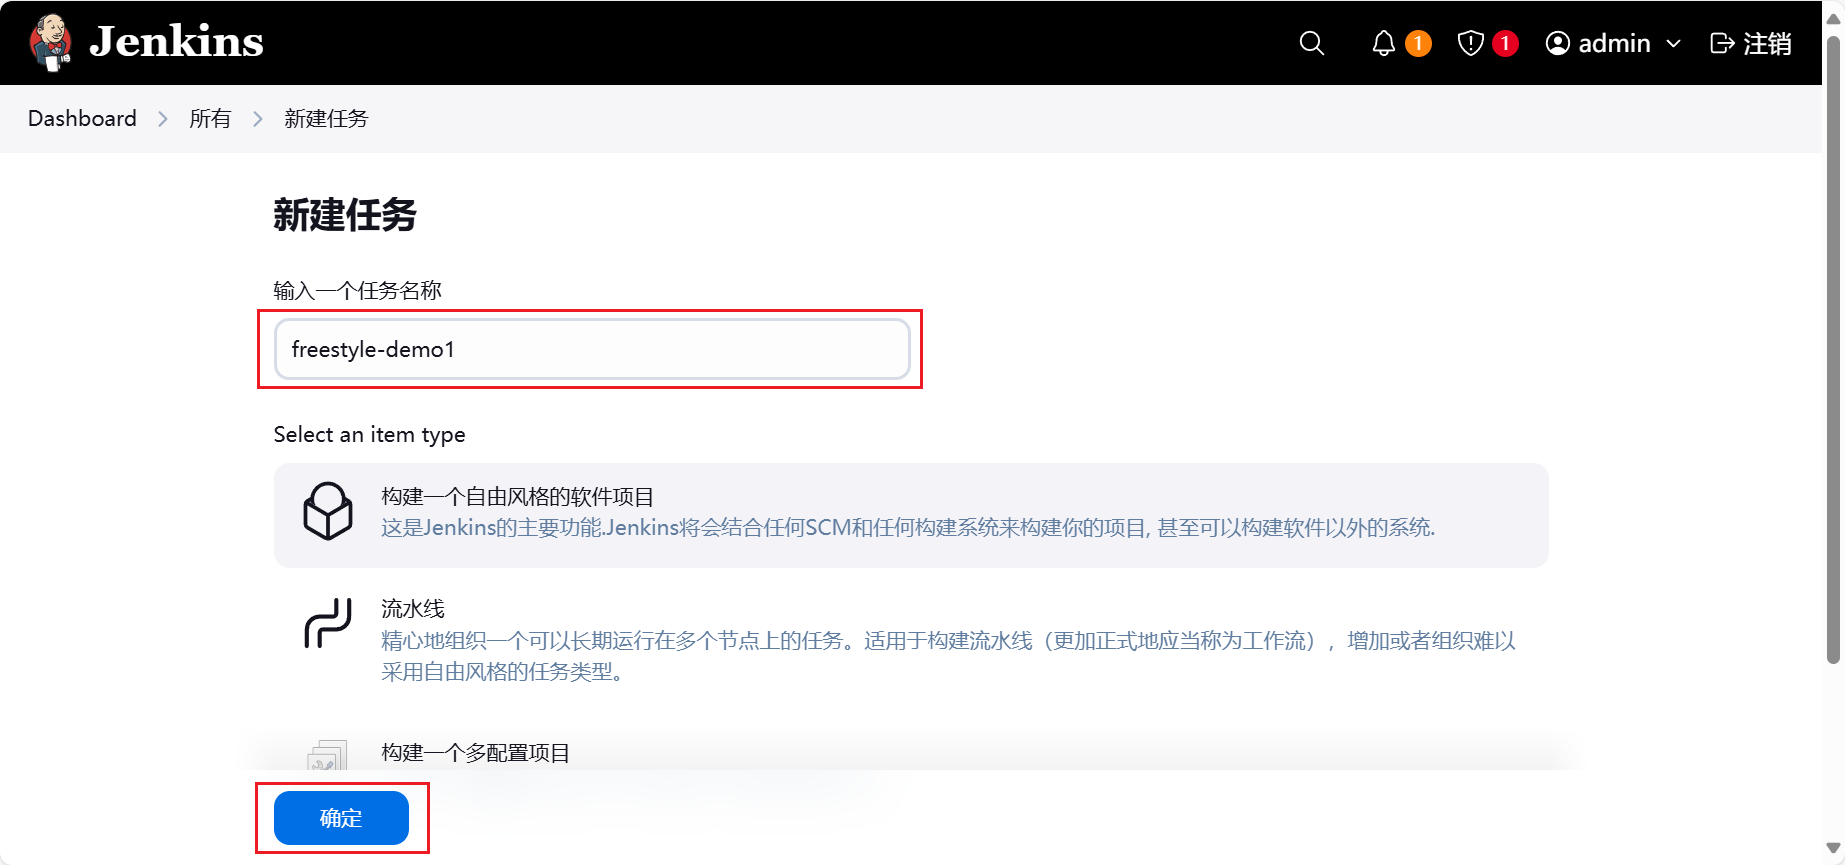 Jenkins
1
1
admin
注销
Dashboard
所有
新建任务
新建任务
输入一个任务名称
freestyle-demo1
Select an item type
构建一个自由风格的软件项目
这是Jenkins的主要功能.Jenkins将会结合任何SCM和任何构建系统来构建你的项目, 甚至可以构建软件以外的系统.
流水线
精心地组织一个可以长期运行在多个节点上的任务。适用于构建流水线（更加正式地应当称为工作流），增加或者组织难以
采用自由风格的任务类型。
构建一个多配置项目
确定